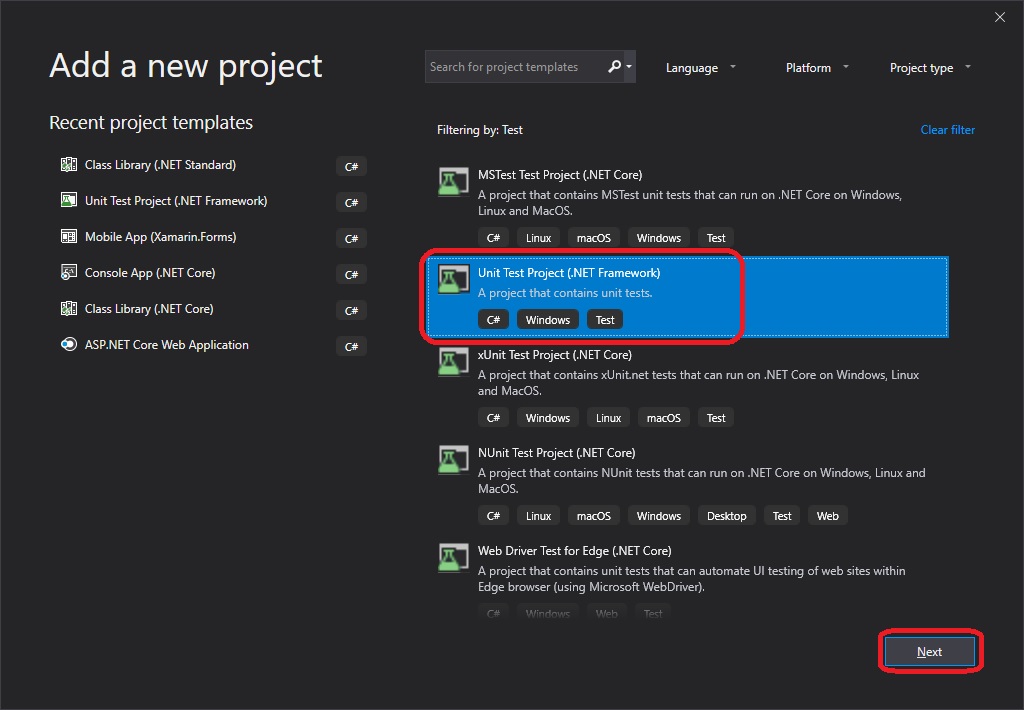 Add a new project
Search for project templates
Language
Platform
Project type
Recent project templates
Class Library (.NET Standard)
C#
Unit Test Project (.NET Framework)
C#
Mobile App (Xamarin.Forms)
C#
Console App (.NET Core)
C#
Class Library (.NET Core)
C#
ASP.NET Core Web Application
C#
Filtering by: Test
Clear filter
MSTest Test Project (.NET Core)
A project that contains MSTest unit tests that can run on .NET Core on Windows,
Linux and MacOS.
C# Linux macOS Windows Test
Unit Test Project (.NET Framework)
A project that contains unit tests.
C# Windows Test
xUnit Test Project (.NET Core)
A project that contains xUnit.net tests that can run on .NET Core on Windows, Linux
and MacOS.
C# Windows Linux macOS Test
NUnit Test Project (.NET Core)
A project that contains NUnit tests that can run on .NET Core on Windows, Linux and
MacOS.
C# Linux macOS Windows Desktop Test Web
Web Driver Test for Edge (.NET Core)
A project that contains unit tests that can automate UI testing of web sites within
Edge browser (using Microsoft WebDriver).
C# Windows Web Test
Next